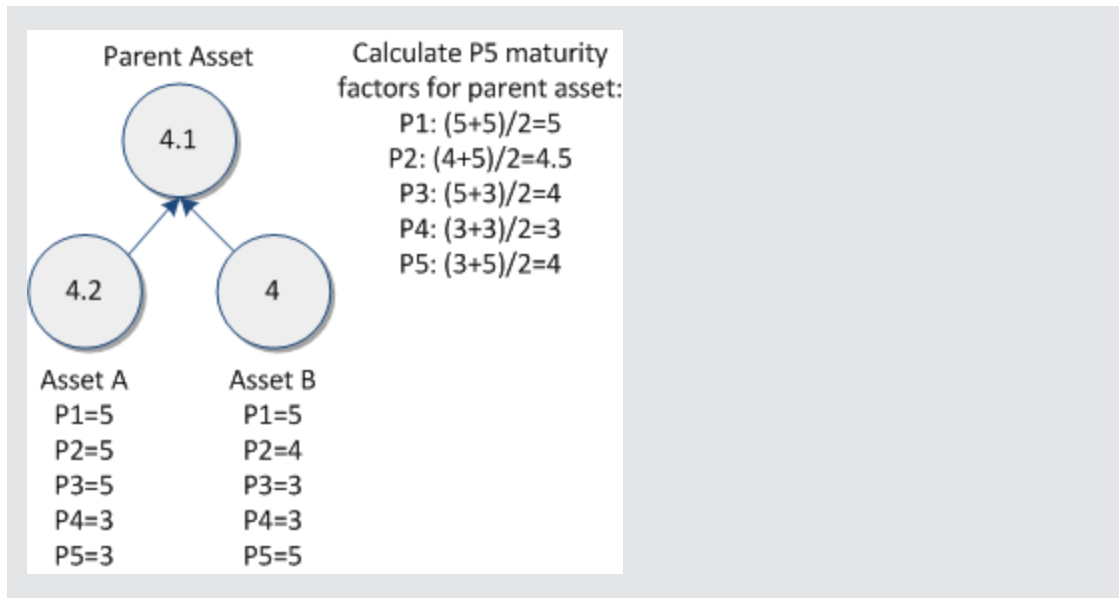 Parent Asset
4.1
4.2
4
Asset A
P1=5
P2=5
P3=5
P4=3
P5=3
Asset B
P1=5
P2=4
P3=3
P4=3
P5=5
Calculate P5 maturity
factors for parent asset:
P1: (5+5)/2=5
P2: (4+5)/2=4.5
P3: (5+3)/2=4
P4: (3+3)/2=3
P5: (3+5)/2=4